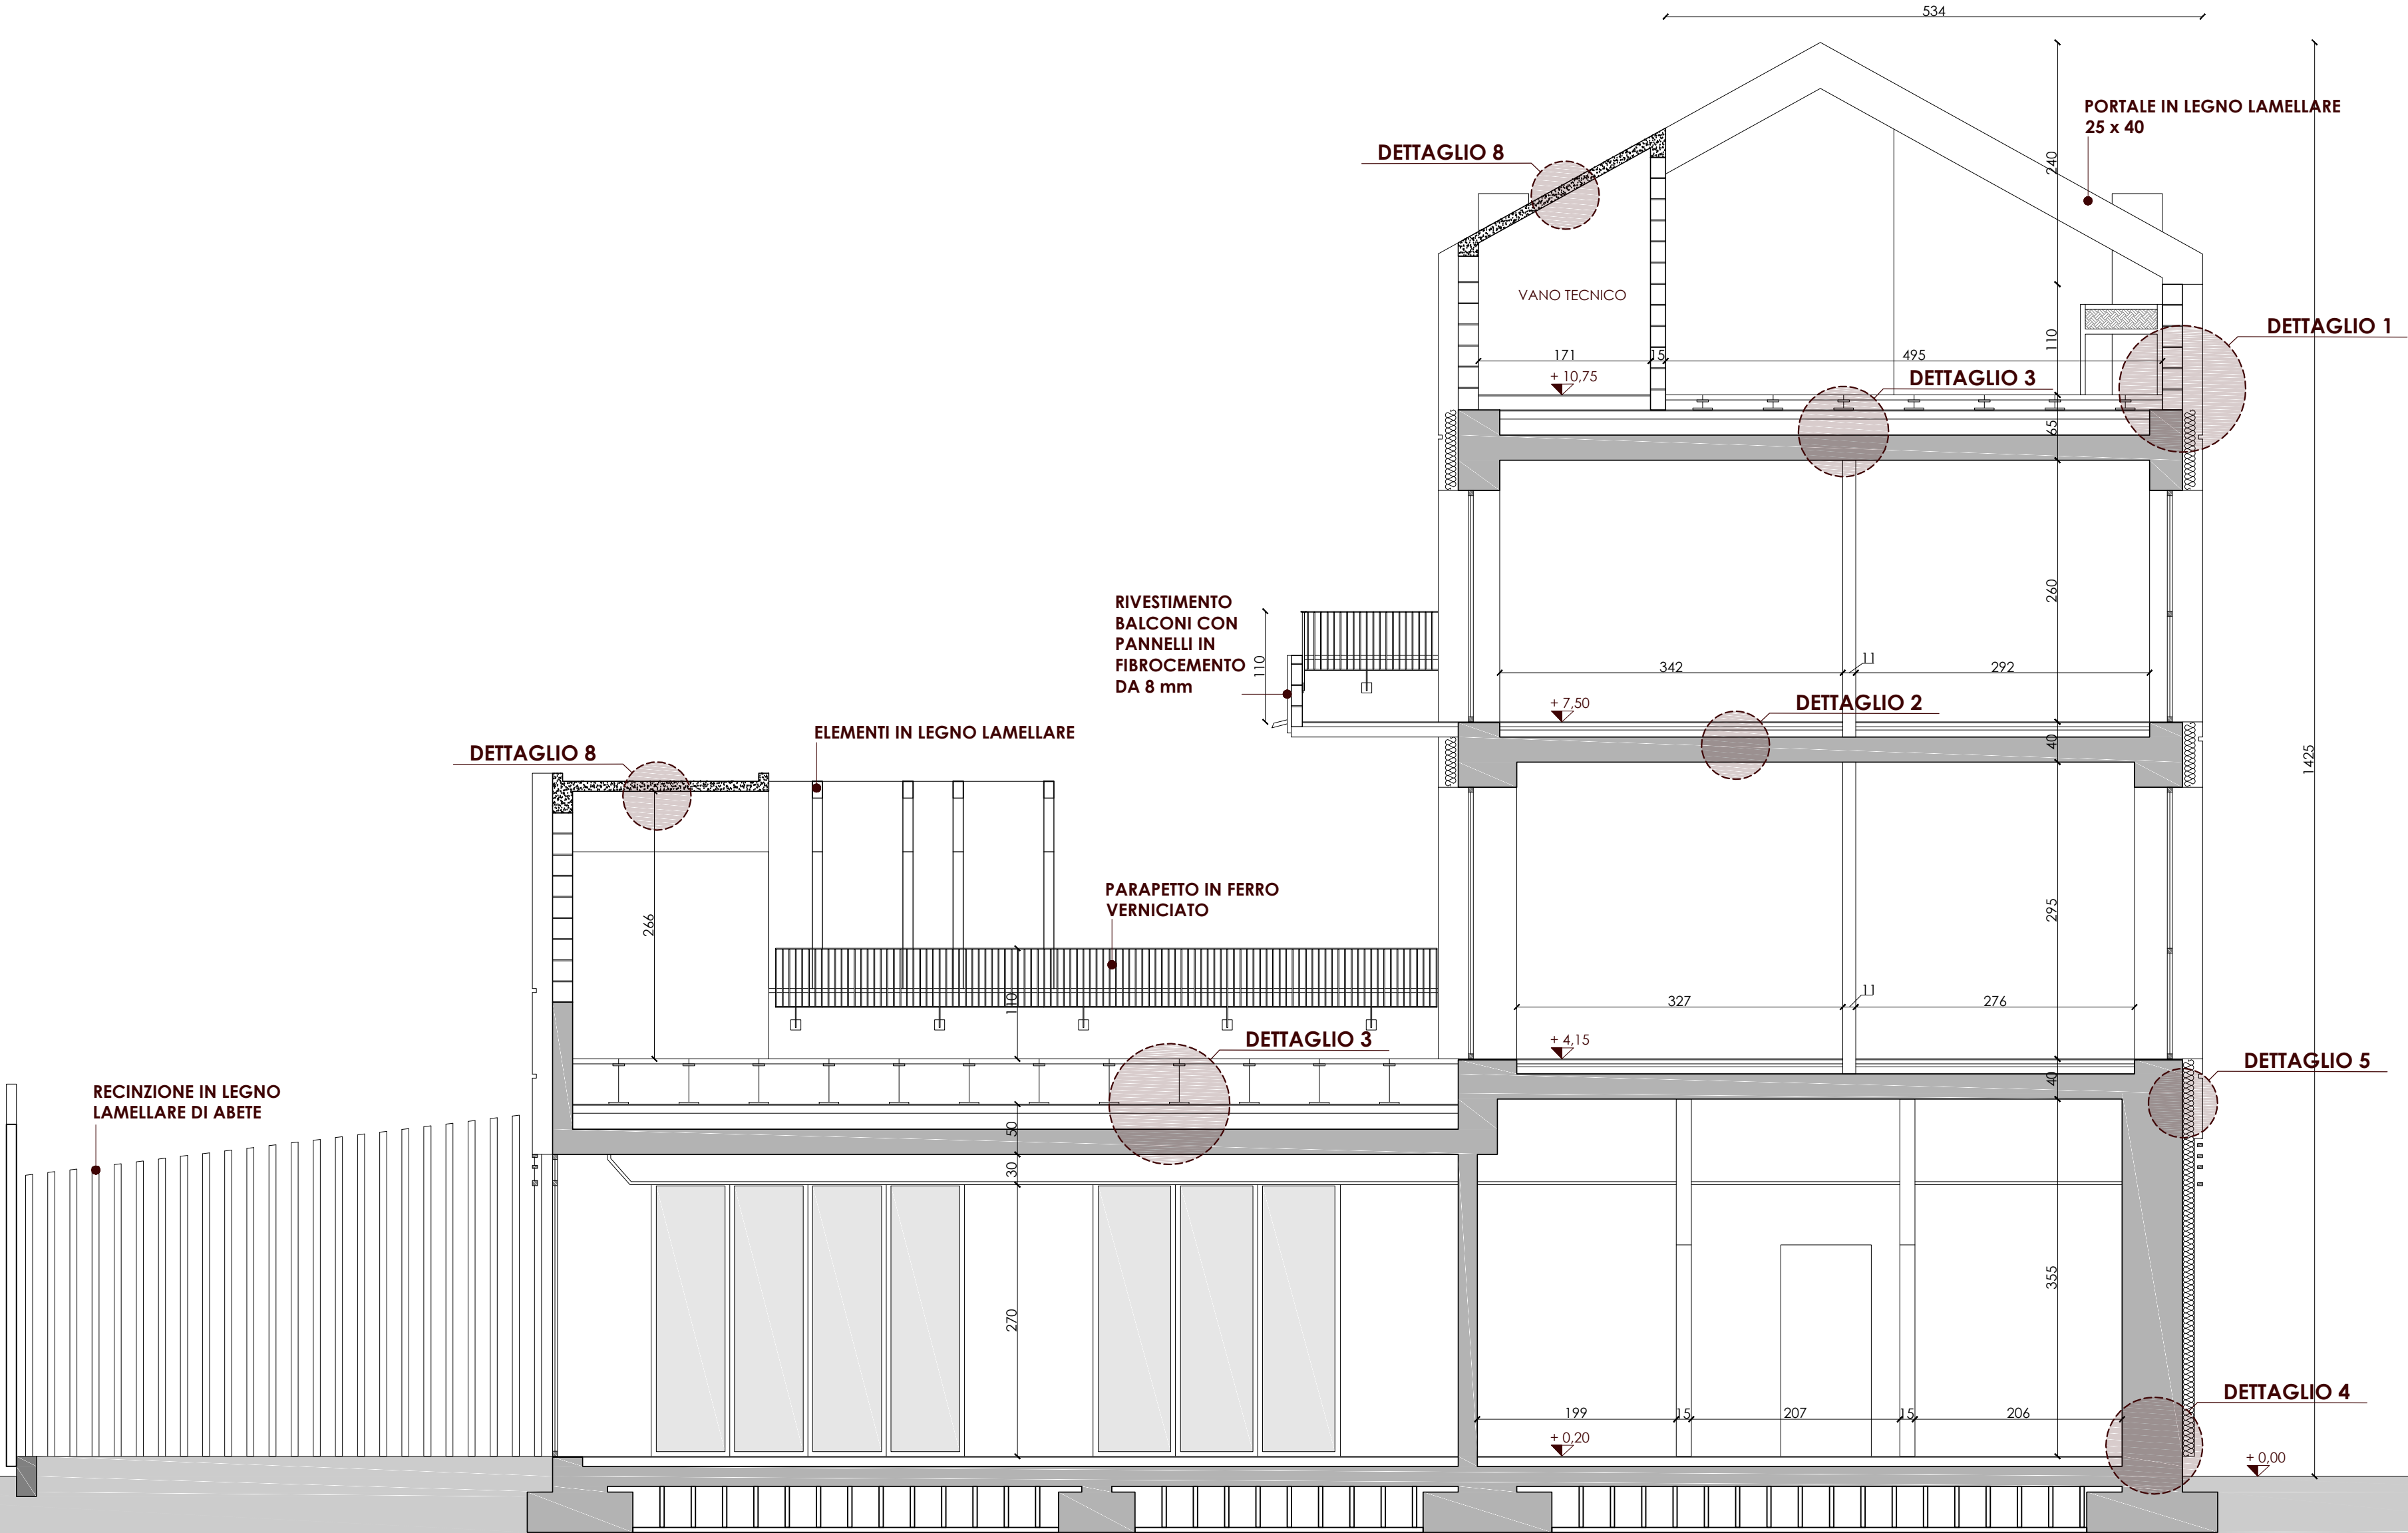 534
PORTALE IN LEGNO LAMELLARE
25 x 40
DETTAGLIO 8
240
VANO TECNICO
DETTAGLIO 1
110
171
15
495
+ 10,75
DETTAGLIO 3
65
RIVESTIMENTO
BALCONI CON
PANNELLI IN
FIBROCEMENTO
DA 8 mm
110
260
342
11
292
+ 7,50
DETTAGLIO 2
40
ELEMENTI IN LEGNO LAMELLARE
DETTAGLIO 8
1425
PARAPETTO IN FERRO
VERNICIATO
266
295
110
327
11
276
+ 4,15
DETTAGLIO 3
DETTAGLIO 5
40
RECINZIONE IN LEGNO
LAMELLARE DI ABETE
50
30
355
270
DETTAGLIO 4
199
15
207
15
206
+ 0,20
+ 0,00